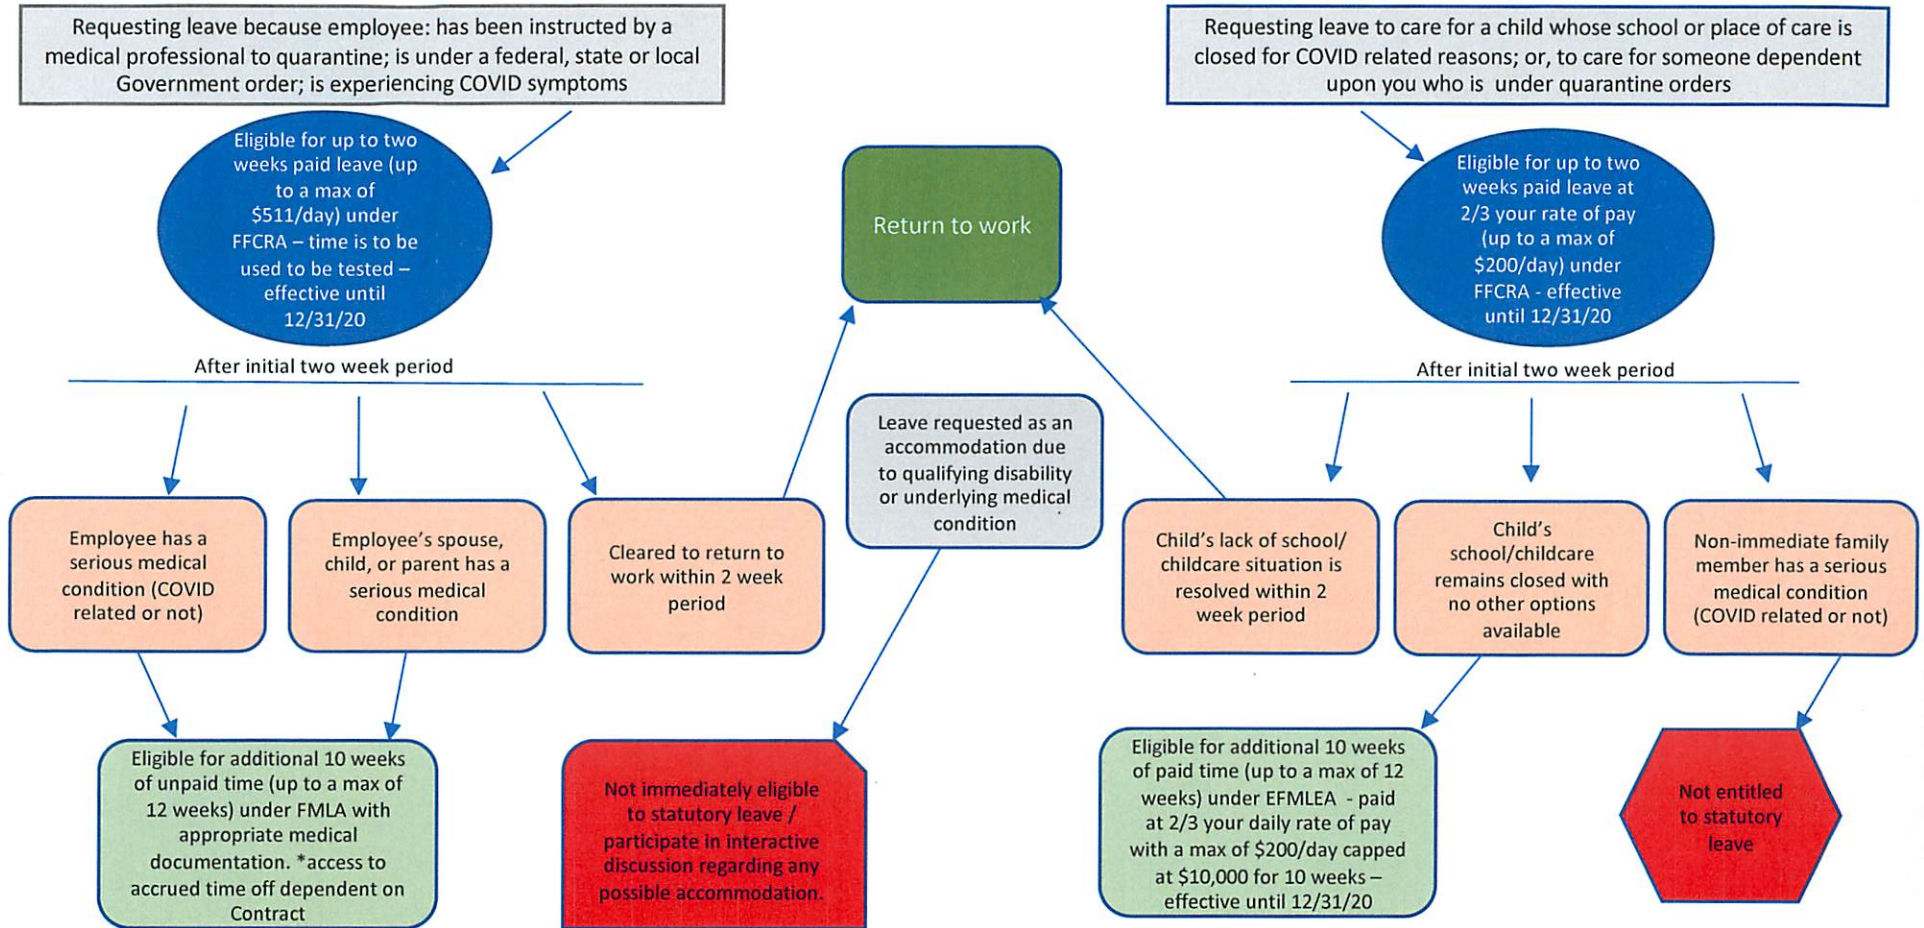 Requesting leave because employee: has been instructed by a
medical professional to quarantine; is under a federal, state or local
Government order; is experiencing COVID symptoms
Requesting leave to care for a child whose school or place of care is
closed for COVID related reasons; or, to care for someone dependent
upon you who is under quarantine orders
Eligible for up to two
weeks paid leave (up
to a max of
$511/day) under
FFCRA – time is to be
used to be tested –
effective until
12/31/20
Return to work
Eligible for up to two
weeks paid leave at
2/3 your rate of pay
(up to a max of
$200/day) under
FFCRA - effective
until 12/31/20
After initial two week period
After initial two week period
Leave requested as an
accommodation due
to qualifying disability
or underlying medical
condition
Employee has a
serious medical
condition (COVID
related or not)
Employee's spouse,
child, or parent has a
serious medical
condition
Cleared to return to
work within 2 week
period
Child's lack of school/
childcare situation is
resolved within 2
week period
Child's
school/childcare
remains closed with
no other options
available
Non-immediate family
member has a serious
medical condition
(COVID related or not)
Eligible for additional 10 weeks
of unpaid time (up to a max of
12 weeks) under FMLA with
appropriate medical
documentation. *access to
accrued time off dependent on
Contract
Not immediately eligible
to statutory leave /
participate in interactive
discussion regarding any
possible accommodation.
Eligible for additional 10 weeks
of paid time (up to a max of 12
weeks) under EFMLEA - paid
at 2/3 your daily rate of pay
with a max of $200/day capped
at $10,000 for 10 weeks –
effective until 12/31/20
Not entitled
to statutory
leave